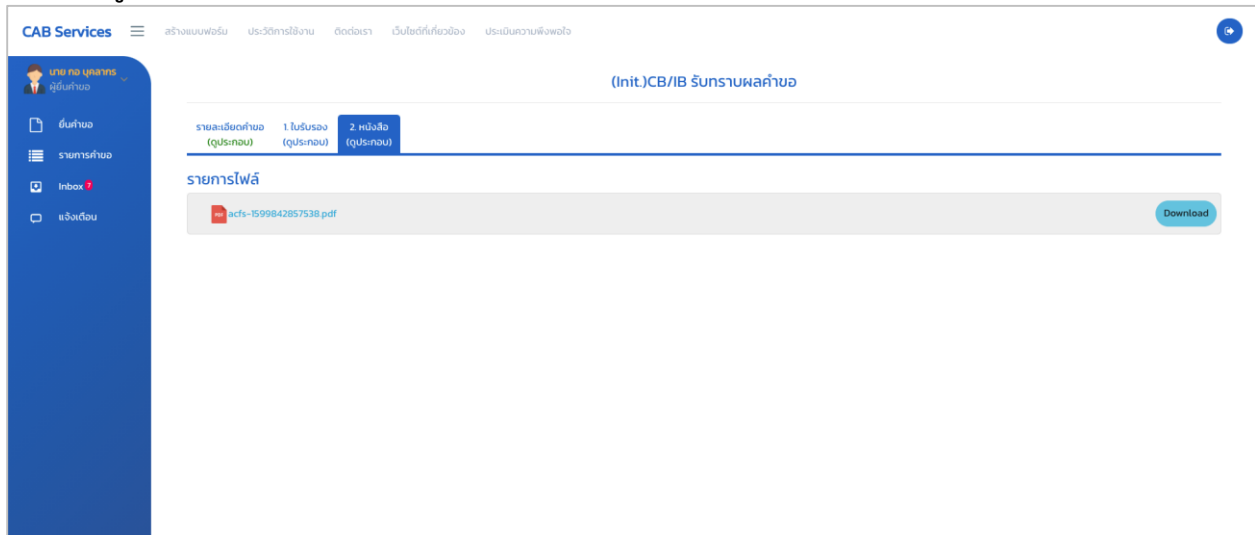 CAB Services
สร้างแบบฟอร์ม ประวัติการใช้งาน ติดต่อเรา เว็บไซต์ที่เกี่ยวข้อง ประเมินความพึงพอใจ
นาย กอ บุคลากร
ผู้ยื่นคำขอ
ยื่นคำขอ
รายการคำขอ
Inbox 7
แจ้งเตือน
(Init.)CB/IB รับทราบผลคำขอ
รายละเอียดคำขอ 1. ใบรับรอง 2. หนังสือ
(ดูประกอบ) (ดูประกอบ) (ดูประกอบ)
รายการไฟล์
acfs-1599842857538.pdf Download